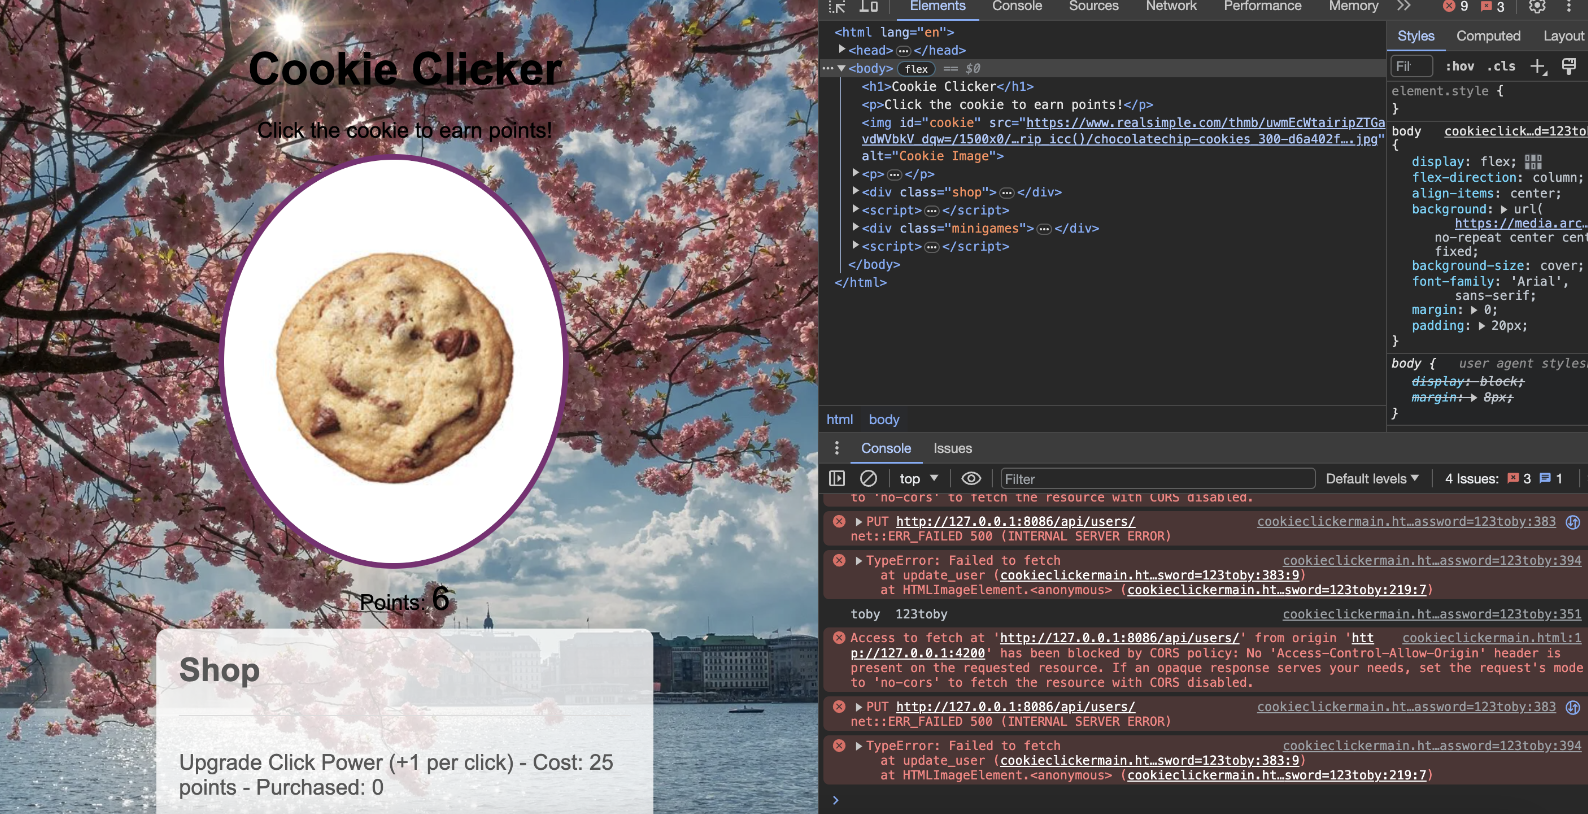 Cookie Clicker
Click the cookie to earn points!
Points: 6
Shop
Upgrade Click Power (+1 per click) - Cost: 25
points - Purchased: 0
Elements Console Sources Network Performance Memory 9 3
<html lang="en">
<head> ••• </head>
••• <body> flex == $0
<h1>Cookie Clicker</h1>
<p>Click the cookie to earn points!</p>
<img id="cookie" src="https://www.realsimple.com/thmb/uwmEcWtairipZTGa
vdWVbkV_dqw=/1500x0/…rip_icc()/chocolatechip-cookies_300-d6a402f….jpg"
alt="Cookie Image">
<p> ••• </p>
<div class="shop"> ••• </div>
<script> ••• </script>
<div class="minigames"> ••• </div>
<script> ••• </script>
</body>
</html>
html body
Styles Computed Layout
Fil :hov .cls
element.style {
}
body cookieclick…d=123to
{
display: flex;
flex-direction: column;
align-items: center;
background: url(
https://media.arc…
no-repeat center cent
fixed;
background-size: cover;
font-family: 'Arial',
sans-serif;
margin: 0;
padding: 20px;
}
body { user agent styles
display: block;
margin: 8px;
}
Console Issues
top Filter Default levels 4 Issues: 3 1
to 'no-cors' to fetch the resource with CORS disabled.
PUT http://127.0.0.1:8086/api/users/ cookieclickermain.ht…assword=123toby:383
net::ERR_FAILED 500 (INTERNAL SERVER ERROR)
TypeError: Failed to fetch cookieclickermain.ht…assword=123toby:394
at update_user (cookieclickermain.ht…sword=123toby:383:9)
at HTMLImageElement.<anonymous> (cookieclickermain.ht…sword=123toby:219:7)
toby 123toby cookieclickermain.ht…assword=123toby:351
Access to fetch at 'http://127.0.0.1:8086/api/users/' from origin 'htt cookieclickermain.html:1
p://127.0.0.1:4200' has been blocked by CORS policy: No 'Access-Control-Allow-Origin' header is
present on the requested resource. If an opaque response serves your needs, set the request's mode
to 'no-cors' to fetch the resource with CORS disabled.
PUT http://127.0.0.1:8086/api/users/ cookieclickermain.ht…assword=123toby:383
net::ERR_FAILED 500 (INTERNAL SERVER ERROR)
TypeError: Failed to fetch cookieclickermain.ht…assword=123toby:394
at update_user (cookieclickermain.ht…sword=123toby:383:9)
at HTMLImageElement.<anonymous> (cookieclickermain.ht…sword=123toby:219:7)